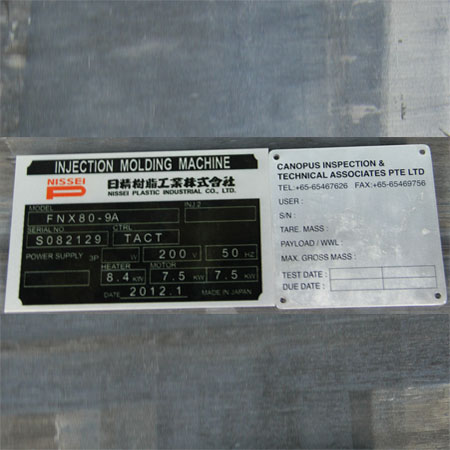 INJECTION MOLDING MACHINE
NISSEI
P
日精樹脂工業株式会社
NISSEI PLASTIC INDUSTRIAL CO., LTD.
MODEL INJ 2
FNX80-9A
SERIAL NO. CTRL
S082129 TACT
POWER SUPPLY 3P W 200 V 50 HZ
HEATER MOTOR
8.4 KW 7.5 KW 7.5 KW
DATE 2012.1 MADE IN JAPAN
CANOPUS INSPECTION &
TECHNICAL ASSOCIATES PTE LTD
TEL:+65-65467626 FAX:+65-65469756
USER :
S/N :
TARE. MASS :
PAYLOAD / WWL
MAX. GROSS MASS :
TEST DATE :
DUE DATE :